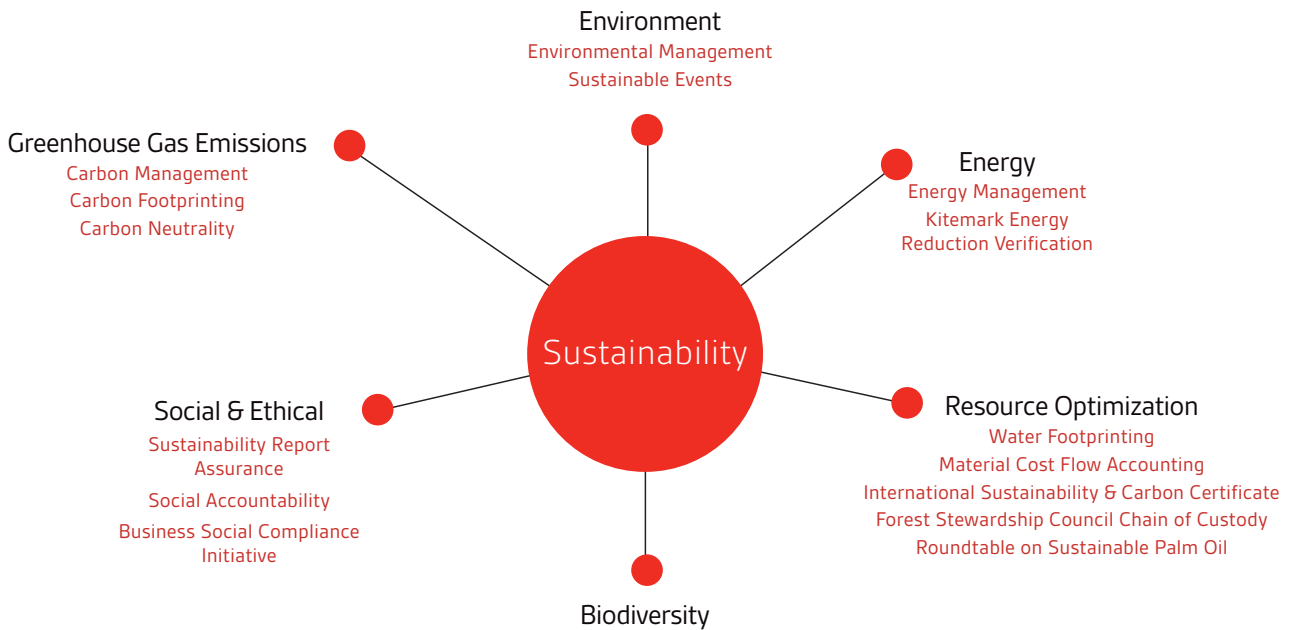 Environment
Environmental Management
Sustainable Events
Greenhouse Gas Emissions
Carbon Management
Carbon Footprinting
Carbon Neutrality
Energy
Energy Management
Kitemark Energy
Reduction Verification
Sustainability
Social & Ethical
Sustainability Report
Assurance
Social Accountability
Business Social Compliance
Initiative
Resource Optimization
Water Footprinting
Material Cost Flow Accounting
International Sustainability & Carbon Certificate
Forest Stewardship Council Chain of Custody
Roundtable on Sustainable Palm Oil
Biodiversity